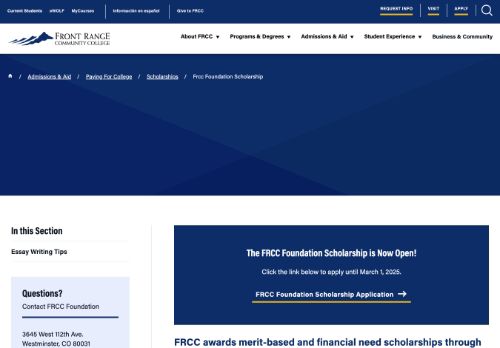 Current Students eWOLF MyCourses Información en español Give to FRCC REQUEST INFO VISIT APPLY
FRONT RANGE
COMMUNITY COLLEGE
About FRCC Programs & Degrees Admissions & Aid Student Experience Business & Community
/ Admissions & Aid / Paying For College / Scholarships / Frcc Foundation Scholarship
In this Section
Essay Writing Tips
Questions?
Contact FRCC Foundation
3645 West 112th Ave.
Westminster, CO 80031
The FRCC Foundation Scholarship is Now Open!
Click the link below to apply until March 1, 2025.
FRCC Foundation Scholarship Application →
FRCC awards merit-based and financial need scholarships through